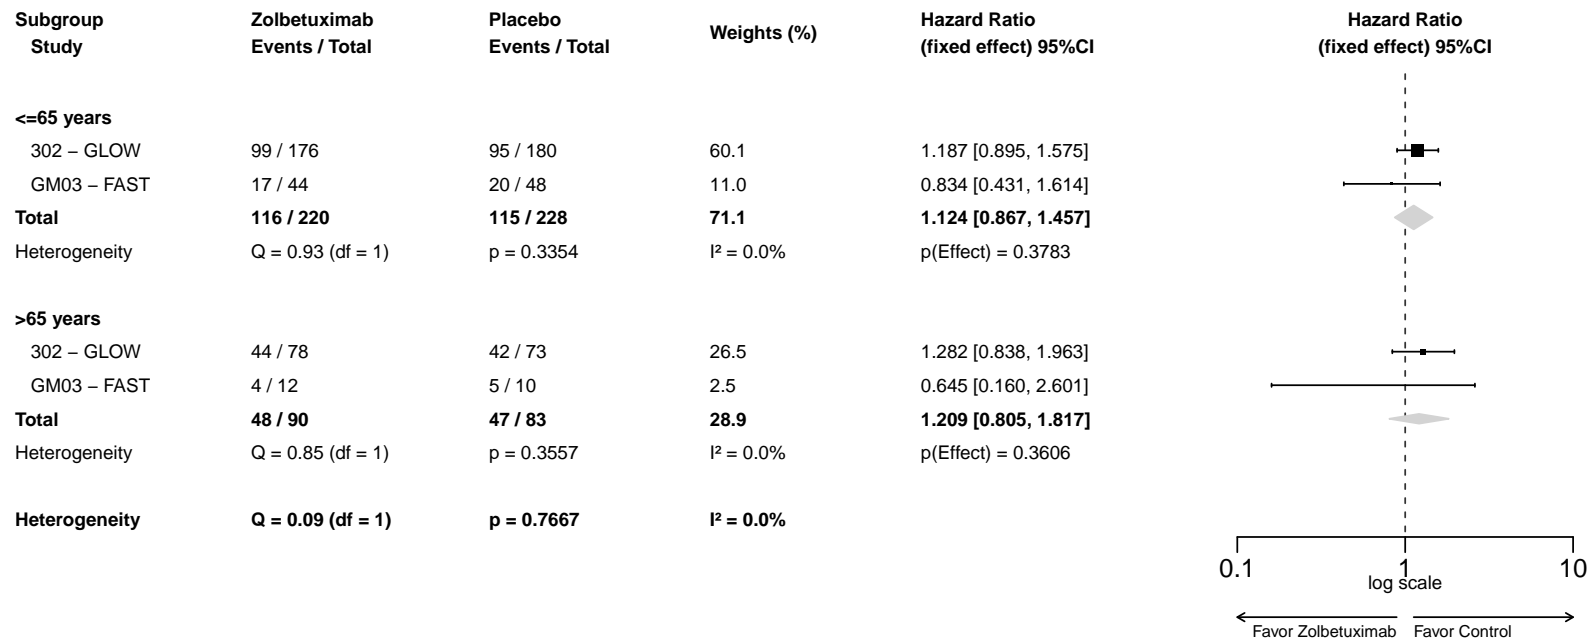 Subgroup Zolbetuximab Placebo Weights (%) Hazard Ratio Hazard Ratio
Study Events / Total Events / Total (fixed effect) 95%CI (fixed effect) 95%CI
<=65 years
302 – GLOW 99 / 176 95 / 180 60.1 1.187 [0.895, 1.575]
GM03 – FAST 17 / 44 20 / 48 11.0 0.834 [0.431, 1.614]
Total 116 / 220 115 / 228 71.1 1.124 [0.867, 1.457]
Heterogeneity Q = 0.93 (df = 1) p = 0.3354 I² = 0.0% p(Effect) = 0.3783
>65 years
302 – GLOW 44 / 78 42 / 73 26.5 1.282 [0.838, 1.963]
GM03 – FAST 4 / 12 5 / 10 2.5 0.645 [0.160, 2.601]
Total 48 / 90 47 / 83 28.9 1.209 [0.805, 1.817]
Heterogeneity Q = 0.85 (df = 1) p = 0.3557 I² = 0.0% p(Effect) = 0.3606
Heterogeneity Q = 0.09 (df = 1) p = 0.7667 I² = 0.0%
0.1 1 10
log scale
Favor Zolbetuximab Favor Control